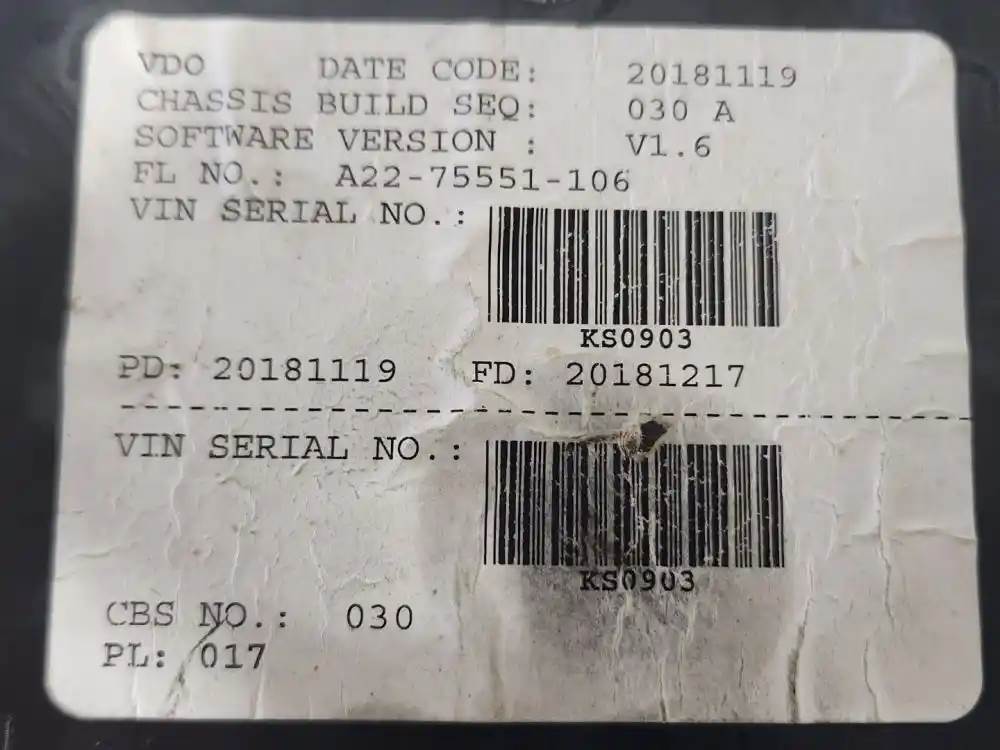 VDO DATE CODE: 20181119
CHASSIS BUILD SEQ: 030 A
SOFTWARE VERSION : V1.6
FL NO.: A22-75551-106
VIN SERIAL NO.:
KS0903
PD: 20181119 FD: 20181217
VIN SERIAL NO.:
KS0903
CBS NO.: 030
PL: 017